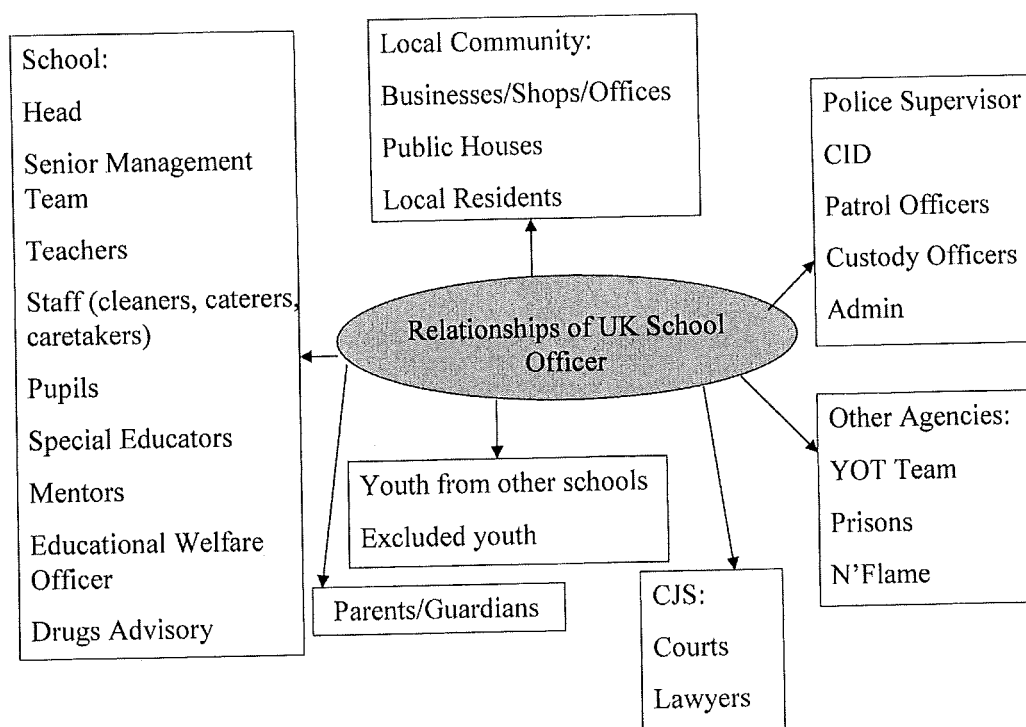 School:
Head
Senior Management
Team
Teachers
Staff (cleaners, caterers,
caretakers)
Pupils
Special Educators
Mentors
Educational Welfare
Officer
Drugs Advisory
Local Community:
Businesses/Shops/Offices
Public Houses
Local Residents
Police Supervisor
CID
Patrol Officers
Custody Officers
Admin
Relationships of UK School
Officer
Youth from other schools
Excluded youth
Parents/Guardians
CJS:
Courts
Lawyers
Other Agencies:
YOT Team
Prisons
N'Flame